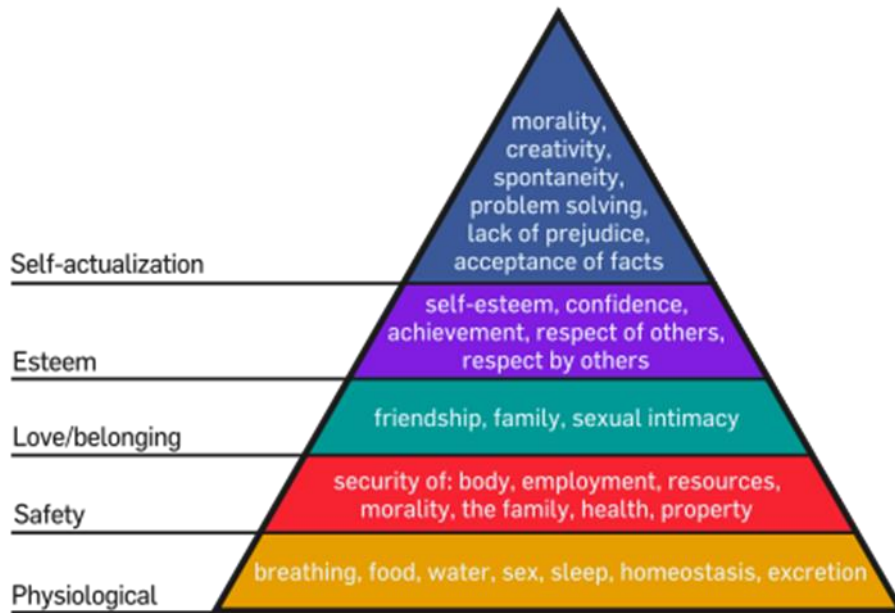 morality,
creativity,
spontaneity,
problem solving,
lack of prejudice,
acceptance of facts
Self-actualization
self-esteem, confidence,
achievement, respect of others,
respect by others
Esteem
friendship, family, sexual intimacy
Love/belonging
security of: body, employment, resources,
morality, the family, health, property
Safety
breathing, food, water, sex, sleep, homeostasis, excretion
Physiological